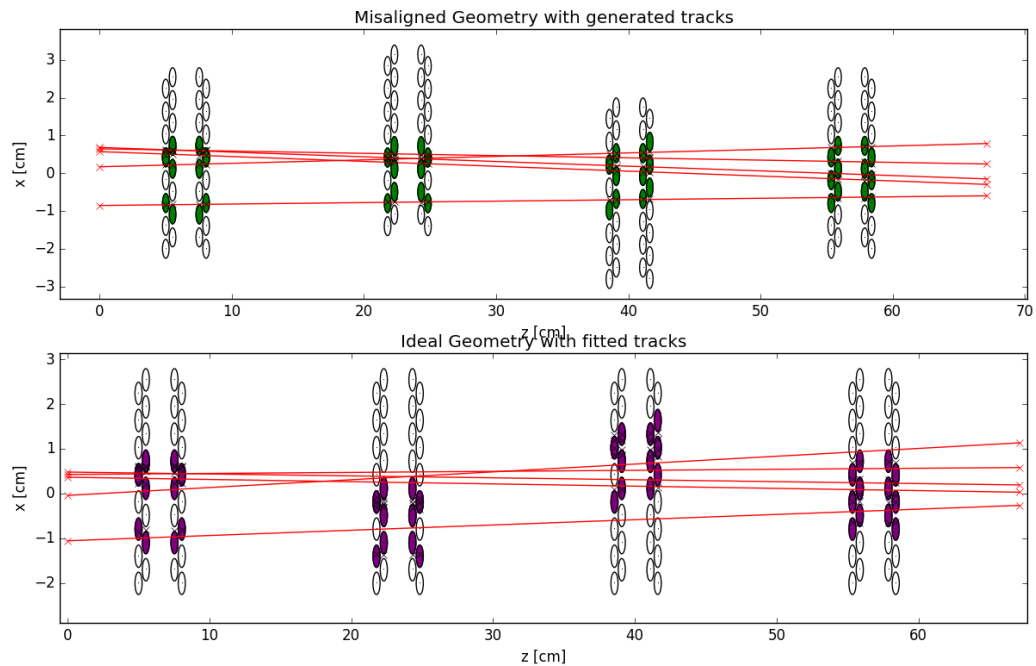 Misaligned Geometry with generated tracks
x [cm]
3
2
1
0
−1
−2
−3
0 10 20 30 40 50 60 70
z [cm]
Ideal Geometry with fitted tracks
x [cm]
3
2
1
0
−1
−2
0 10 20 30 40 50 60
z [cm]